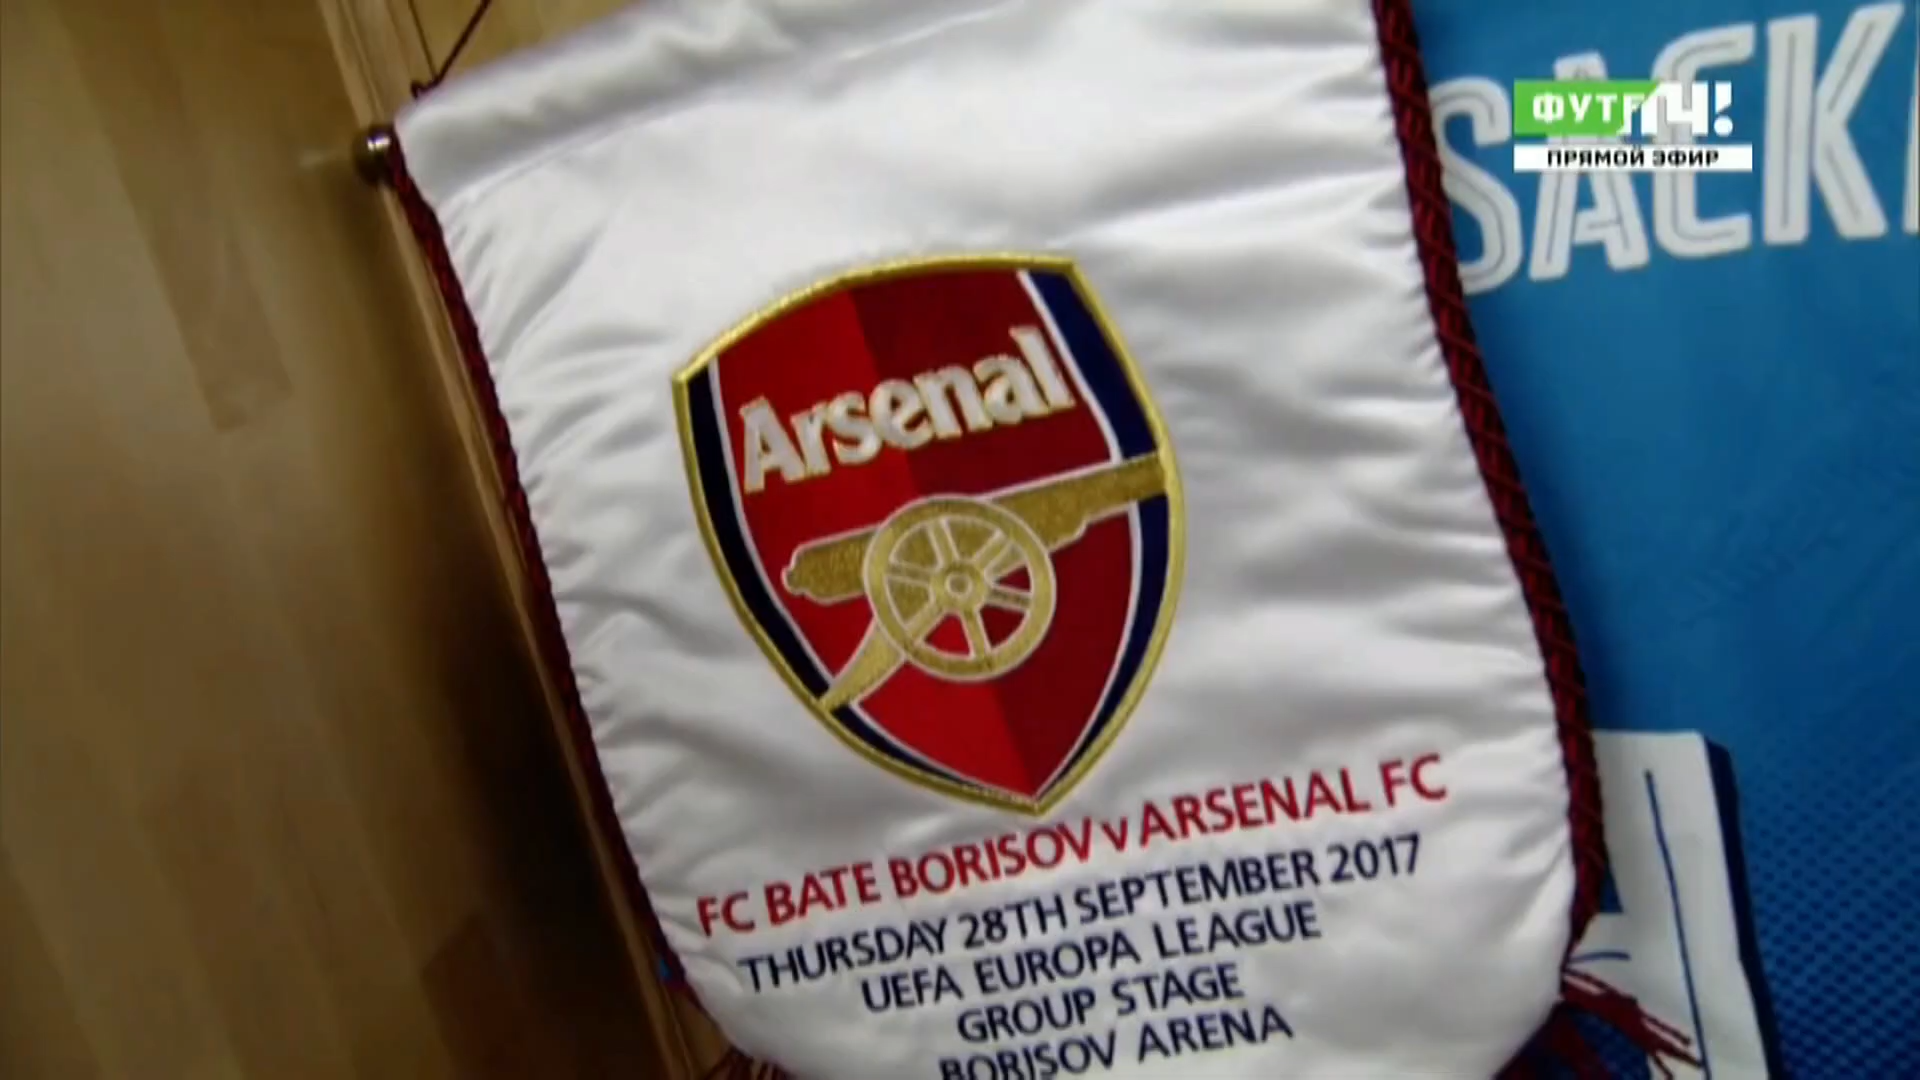 SACK
ПРЯМОЙ ЭФИР
Arsenal
FC BATE BORISOV v ARSENAL FC
THURSDAY 28TH SEPTEMBER 2017
UEFA EUROPA LEAGUE
GROUP STAGE
BORISOV ARENA